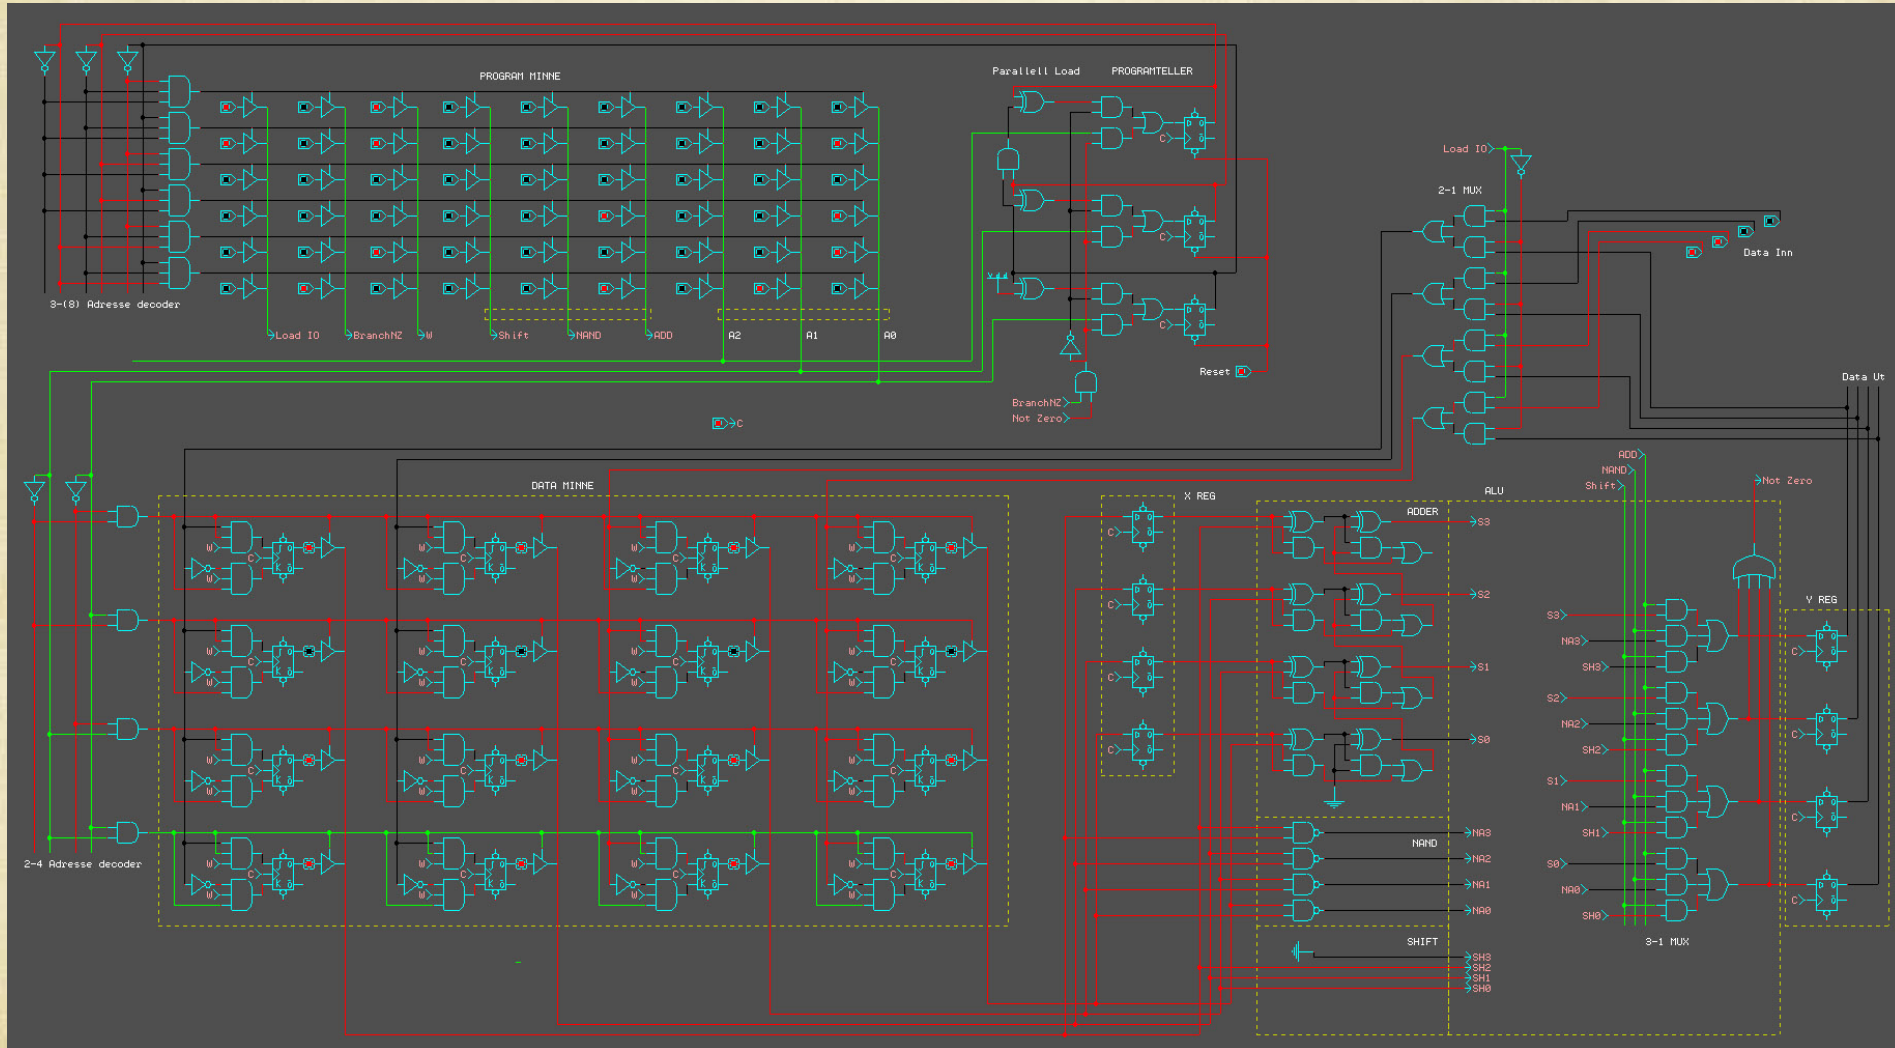 PROGRAM MINNE
Parallell Load
PROGRAMTELLER
C
C
C
3-(8) Adresse decoder
Load IO
BranchNZ
W
Shift
NAND
ADD
A2
A1
A0
Reset
BranchNZ
Not Zero
C
Load IO
2-1 MUX
Data Inn
Data Ut
2-4 Adresse decoder
DATA MINNE
W
C
W
W
C
W
W
C
W
W
C
W
W
C
W
W
C
W
W
C
W
W
C
W
W
C
W
W
C
W
W
C
W
W
C
W
W
C
W
W
C
W
W
C
W
W
C
W
X REG
C
C
C
C
ALU
ADDER
S3
S2
S1
S0
NAND
NA3
NA2
NA1
NA0
SHIFT
SH3
SH2
SH1
SH0
ADD
NAND
Shift
Not Zero
S3
NA3
SH3
S2
NA2
SH2
S1
NA1
SH1
S0
NA0
SH0
3-1 MUX
Y REG
C
C
C
C